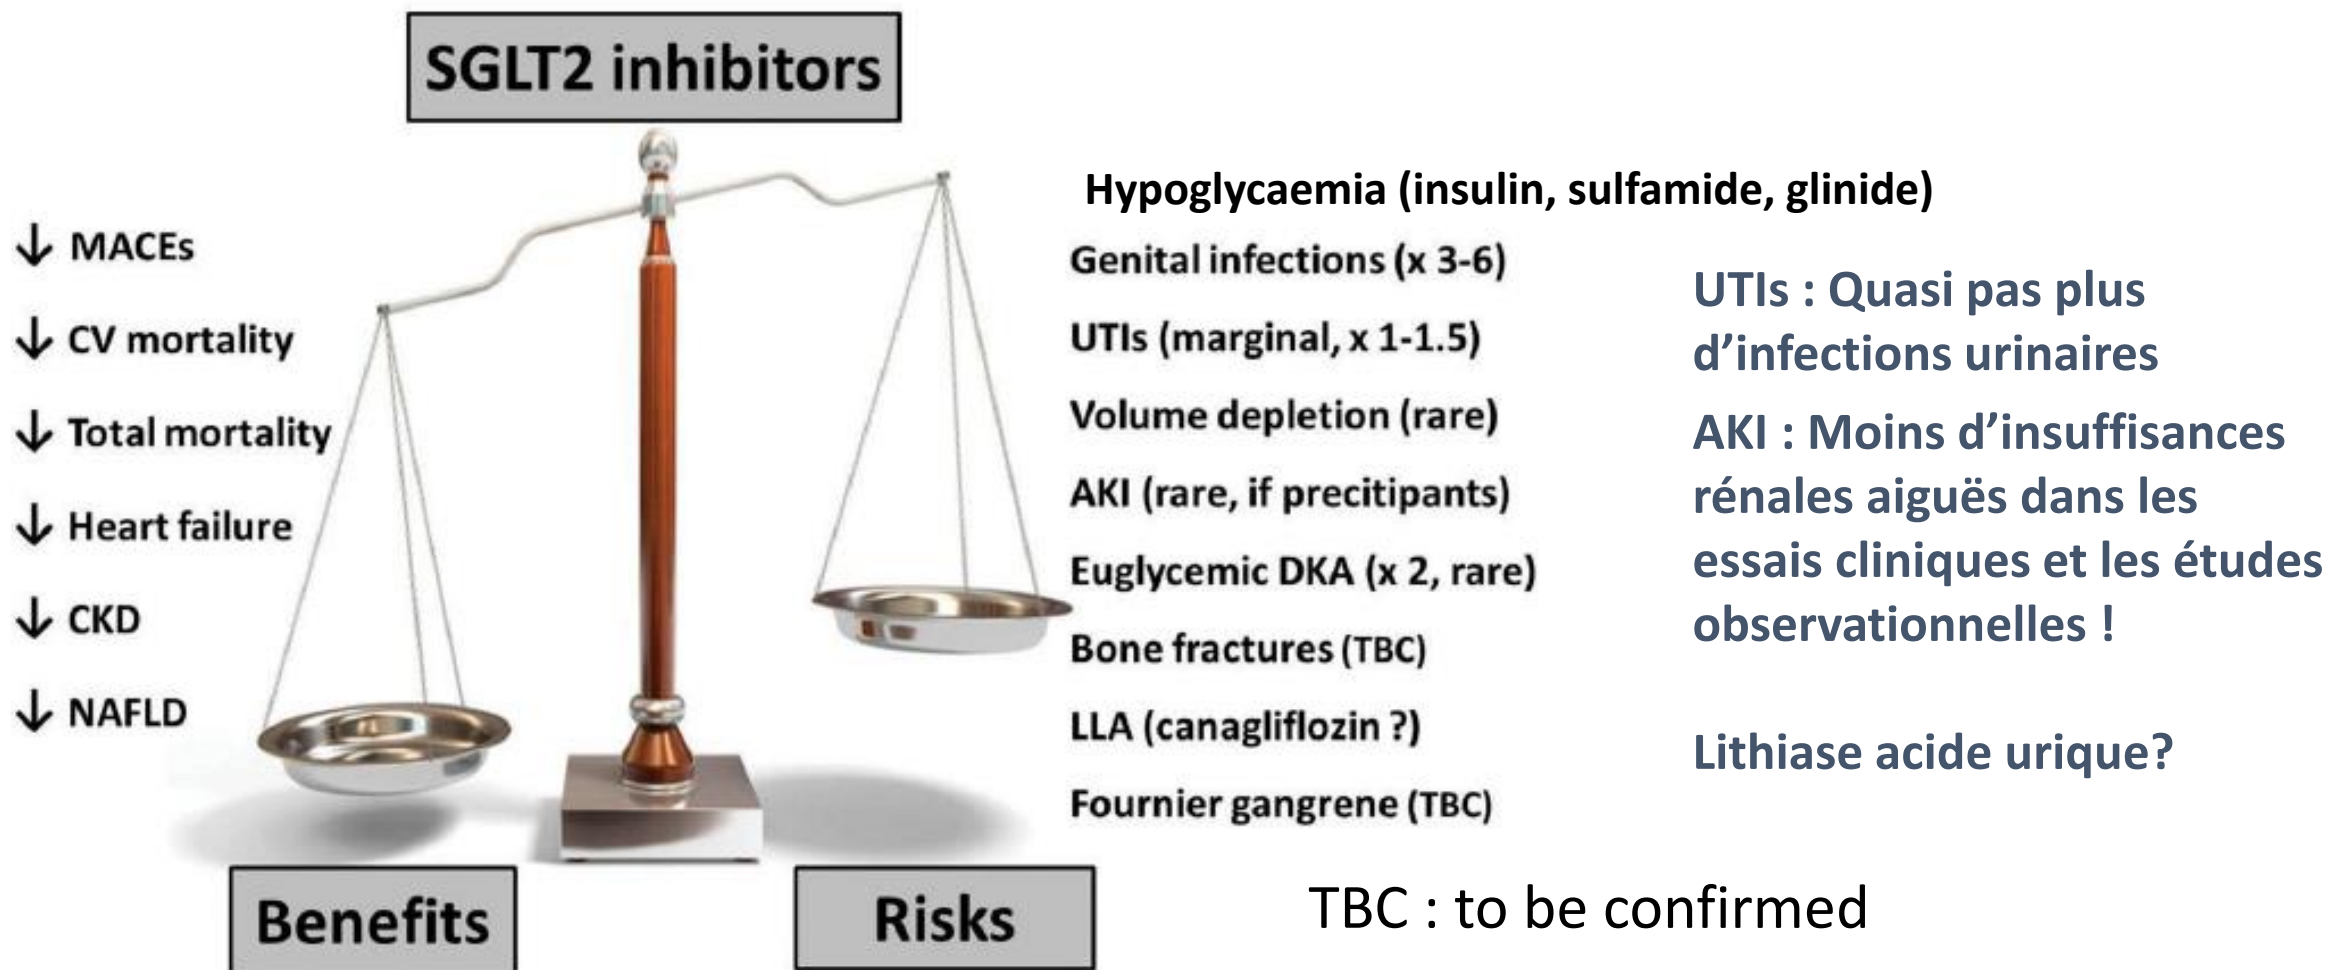 SGLT2 inhibitors
↓ MACEs
↓ CV mortality
↓ Total mortality
↓ Heart failure
↓ CKD
↓ NAFLD
Hypoglycaemia (insulin, sulfamide, glinide)
Genital infections (x 3-6)
UTIs (marginal, x 1-1.5)
Volume depletion (rare)
AKI (rare, if precitipants)
Euglycemic DKA (x 2, rare)
Bone fractures (TBC)
LLA (canagliflozin ?)
Fournier gangrene (TBC)
UTIs : Quasi pas plus
d’infections urinaires
AKI : Moins d’insuffisances
rénales aiguës dans les
essais cliniques et les études
observationnelles !
Lithiase acide urique?
Benefits
Risks
TBC : to be confirmed